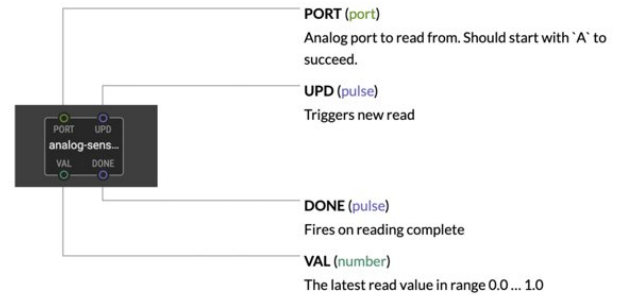 PORT (port)
Analog port to read from. Should start with `A` to
succeed.
UPD (pulse)
Triggers new read
PORT UPD
analog-sens...
VAL DONE
DONE (pulse)
Fires on reading complete
VAL (number)
The latest read value in range 0.0 ... 1.0